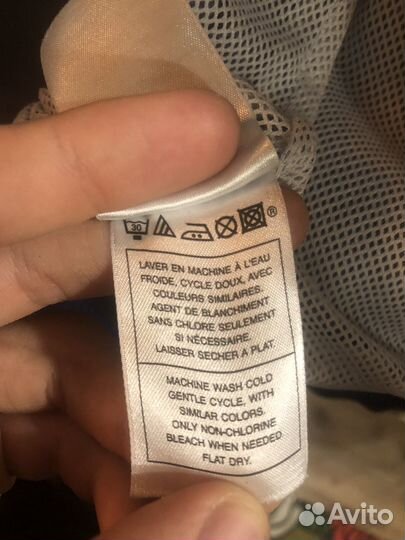 30 ®
LAVER EN MACHINE À L'EAU
FROIDE, CYCLE DOUX, AVEC
COULEURS SIMILAIRES.
AGENT DE BLANCHIMENT
SANS CHLORE SEULEMENT
SI NÉCESSAIRE.
LAISSER SECHER A PLAT.
MACHINE WASH COLD
GENTLE CYCLE, WITH
SIMILAR COLORS.
ONLY NON-CHLORINE
BLEACH WHEN NEEDED
FLAT DRY.
Avito